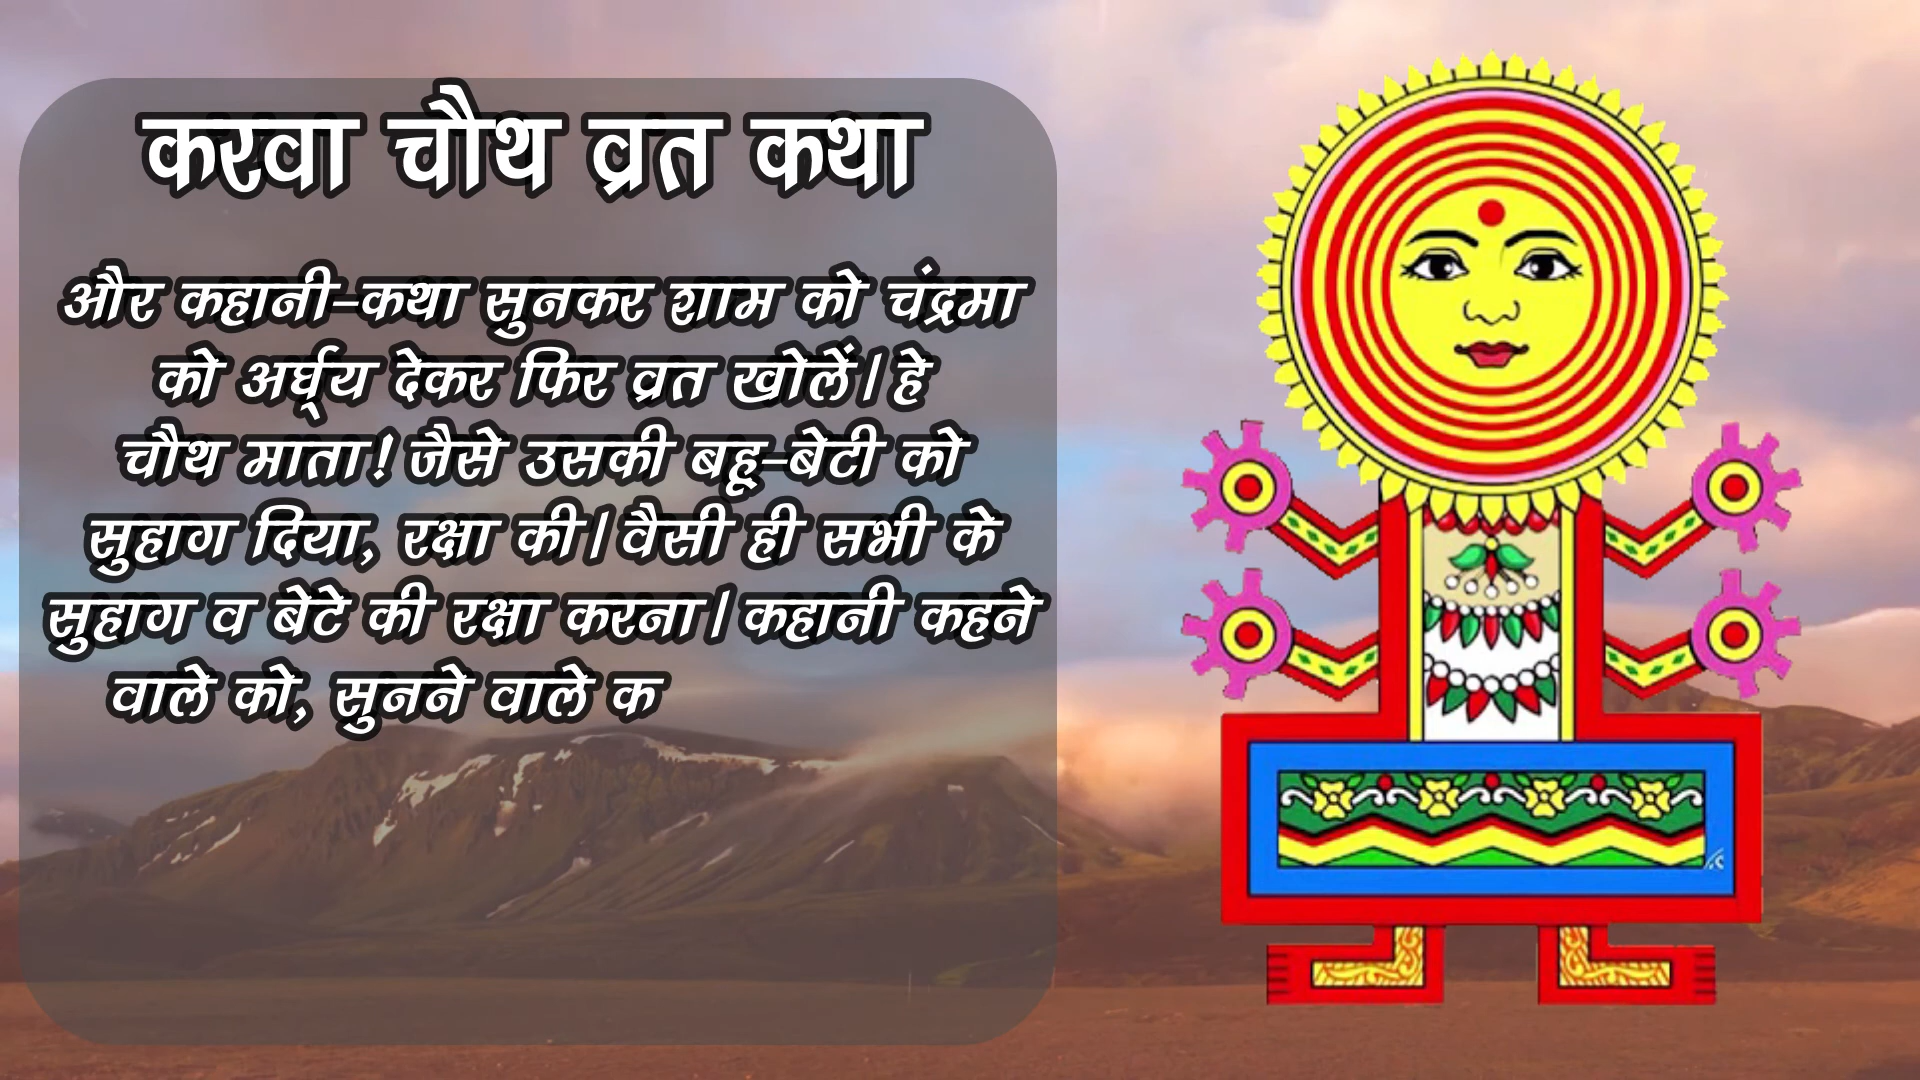 करवा चौथ व्रत कथा
और कहानी-कथा सुनकर शाम को चंद्रमा
को अर्घ्य देकर फिर व्रत खोलें। हे
चौथ माता! जैसे उसकी बहू-बेटी को
सुहाग दिया, रक्षा की। वैसी ही सभी के
सुहाग व बेटे की रक्षा करना। कहानी कहने
वाले को, सुनने वाले क